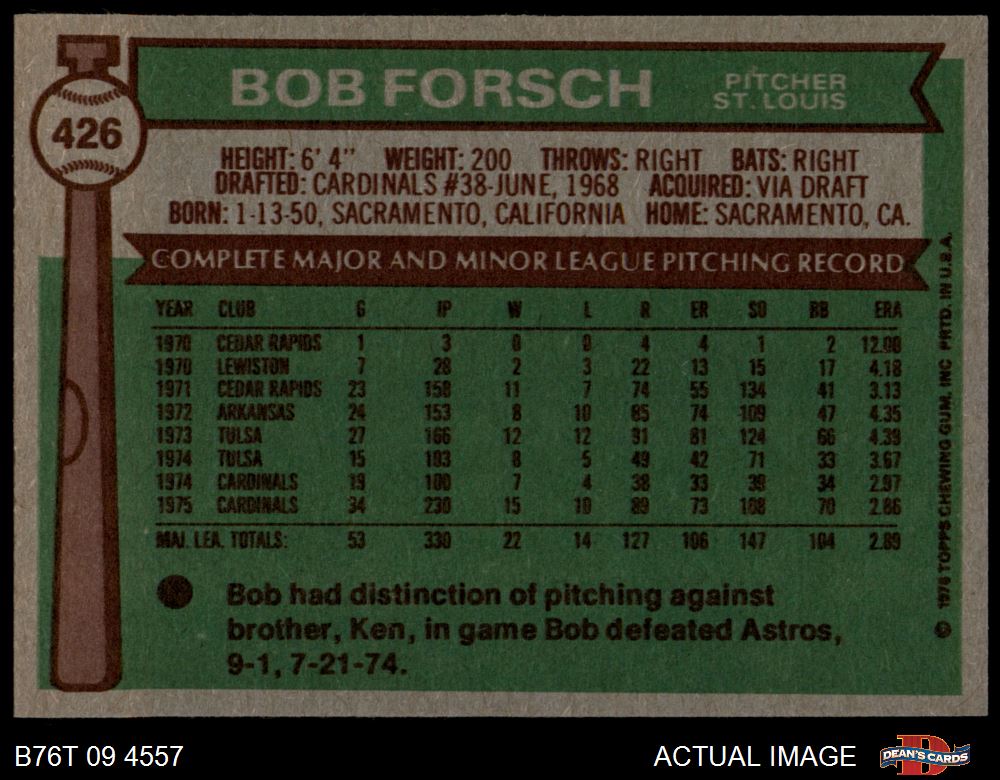 BOB FORSCH
PITCHER
ST. LOUIS
426
HEIGHT: 6' 4" WEIGHT: 200 THROWS: RIGHT BATS: RIGHT
DRAFTED: CARDINALS #38-JUNE, 1968 ACQUIRED: VIA DRAFT
BORN: 1-13-50, SACRAMENTO, CALIFORNIA HOME: SACRAMENTO, CA.
COMPLETE MAJOR AND MINOR LEAGUE PITCHING RECORD
YEAR CLUB G IP W L R ER SO BB ERA
1970 CEDAR RAPIDS 1 3 0 0 4 4 1 2 12.00
1970 LEWISTON 7 28 2 3 22 13 15 17 4.18
1971 CEDAR RAPIDS 23 158 11 7 74 55 134 41 3.13
1972 ARKANSAS 24 153 8 10 85 74 109 47 4.35
1973 TULSA 27 166 12 12 91 81 124 66 4.39
1974 TULSA 15 103 8 5 49 42 71 33 3.67
1974 CARDINALS 19 100 7 4 38 33 39 34 2.97
1975 CARDINALS 34 230 15 10 89 73 108 70 2.86
MAJ. LEA. TOTALS: 53 330 22 14 127 106 147 104 2.89
Bob had distinction of pitching against
brother, Ken, in game Bob defeated Astros,
9-1, 7-21-74.
© 1976 TOPPS CHEWING GUM, INC PRTD. IN U.S.A.
B76T 09 4557
ACTUAL IMAGE
DEAN'S CARDS